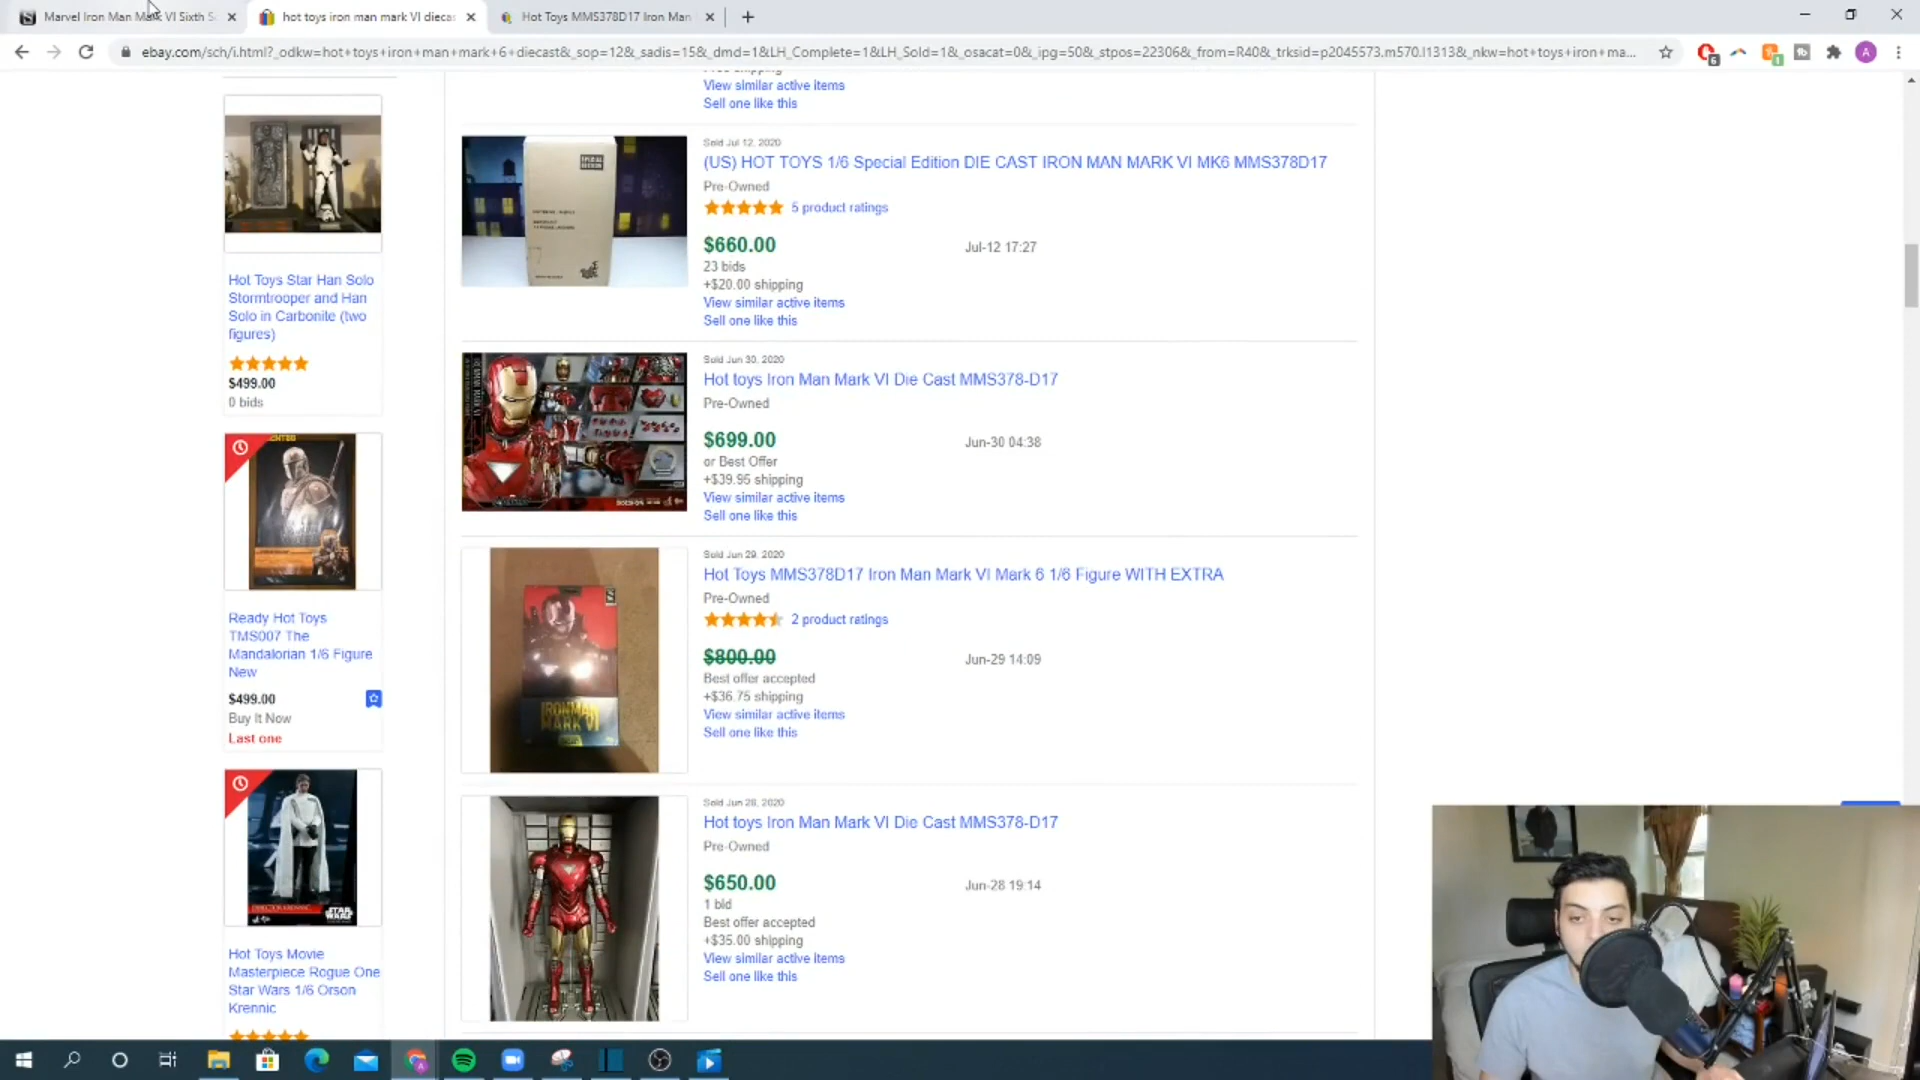 Marvel Iron Man Mark VI Sixth S
hot toys iron man mark VI diecas
Hot Toys MMS378D17 Iron Man
ebay.com/sch/i.html?_odkw=hot+toys+iron+man+mark+6+diecast&_sop=12&_sadis=15&_dmd=1&LH_Complete=1&LH_Sold=1&_osacat=0&_ipg=50&_stpos=22306&_from=R40&_trksid=p2045573.m570.l1313&_nkw=hot+toys+iron+ma...
View similar active items
Sell one like this
Hot Toys Star Han Solo
Stormtrooper and Han
Solo in Carbonite (two
figures)
$499.00
0 bids
Ready Hot Toys
TMS007 The
Mandalorian 1/6 Figure
New
$499.00
Buy It Now
Last one
STAR WARS
Hot Toys Movie
Masterpiece Rogue One
Star Wars 1/6 Orson
Krennic
Sold Jul 12, 2020
(US) HOT TOYS 1/6 Special Edition DIE CAST IRON MAN MARK VI MK6 MMS378D17
Pre-Owned
5 product ratings
$660.00
Jul-12 17:27
23 bids
+$20.00 shipping
View similar active items
Sell one like this
Sold Jun 30, 2020
Hot toys Iron Man Mark VI Die Cast MMS378-D17
Pre-Owned
$699.00
Jun-30 04:38
or Best Offer
+$39.95 shipping
View similar active items
Sell one like this
Sold Jun 29, 2020
Hot Toys MMS378D17 Iron Man Mark VI Mark 6 1/6 Figure WITH EXTRA
Pre-Owned
2 product ratings
$800.00
Jun-29 14:09
Best offer accepted
+$36.75 shipping
View similar active items
Sell one like this
IRONMAN
MARK VI
Sold Jun 28, 2020
Hot toys Iron Man Mark VI Die Cast MMS378-D17
Pre-Owned
$650.00
Jun-28 19:14
1 bid
Best offer accepted
+$35.00 shipping
View similar active items
Sell one like this